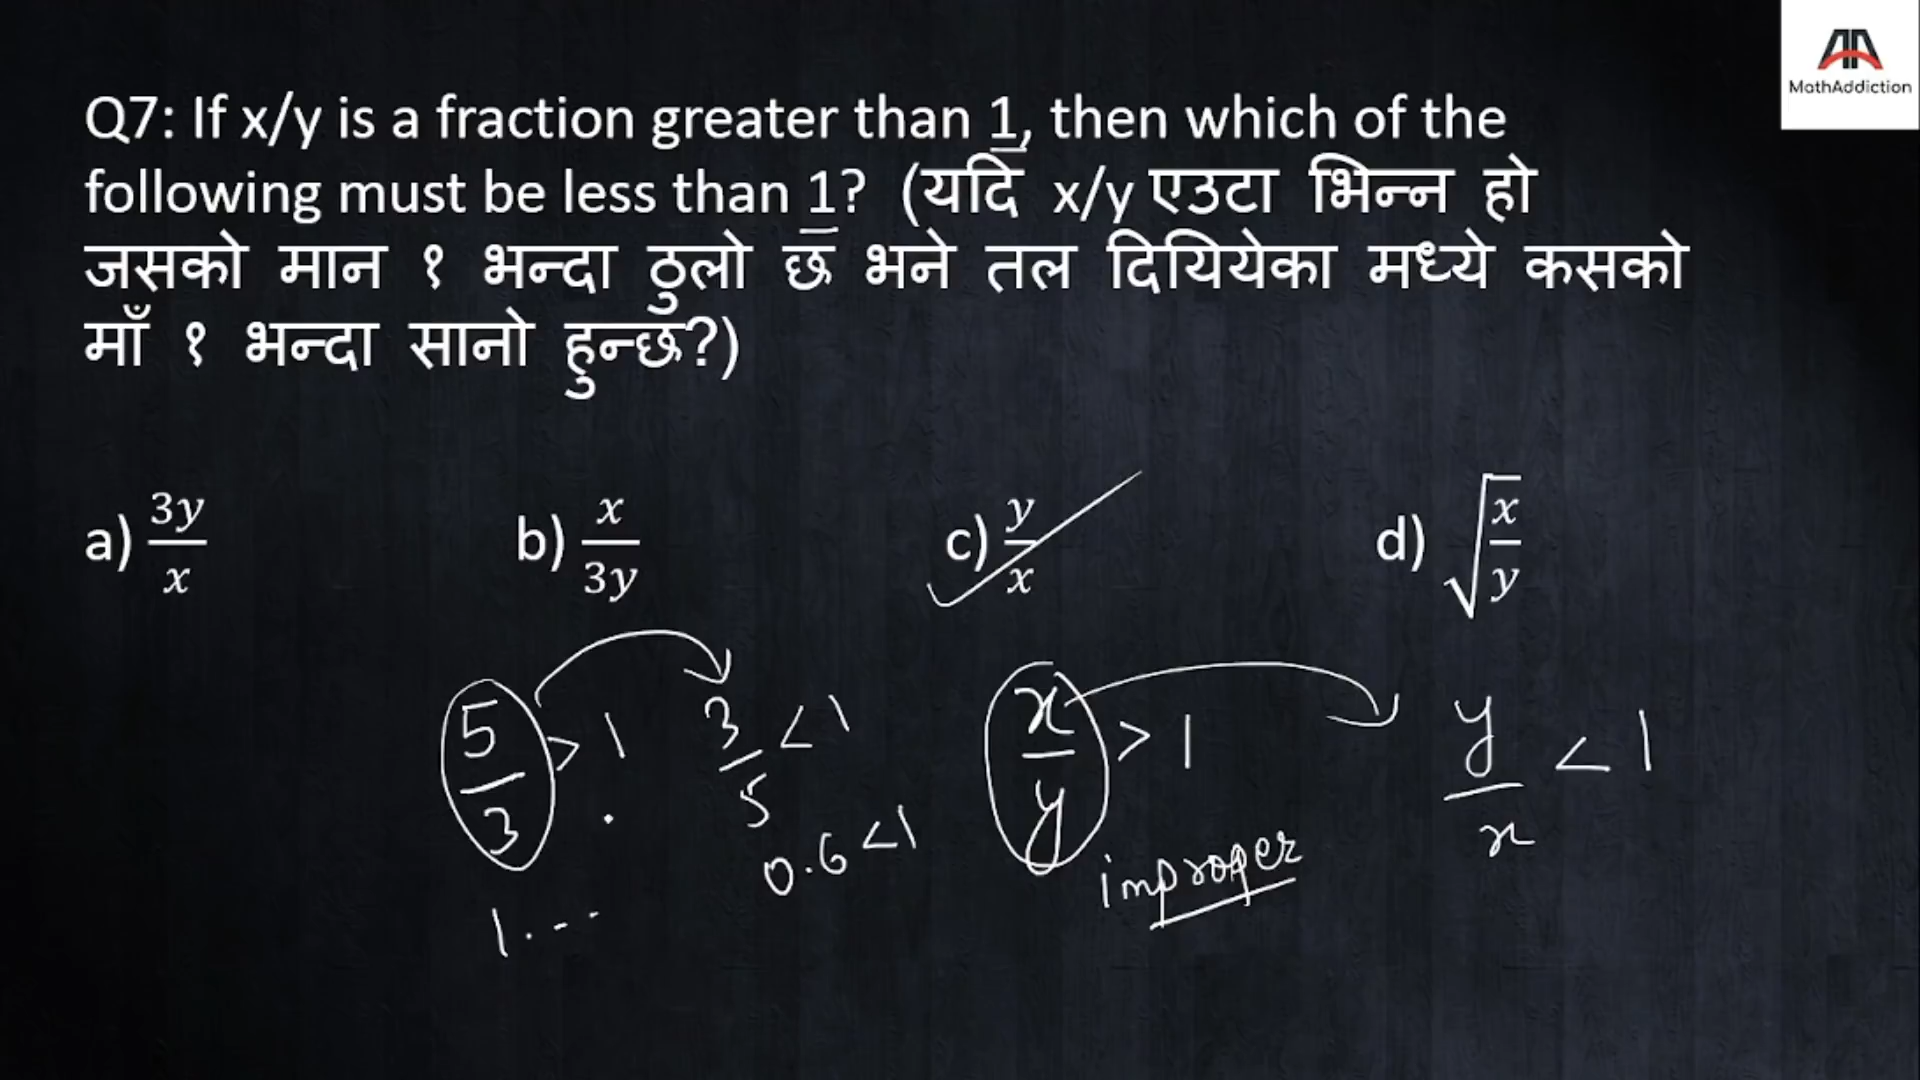 MathAddiction
Q7: If x/y is a fraction greater than 1, then which of the
following must be less than 1? (यदि x/y एउटा भिन्न हो
जसको मान १ भन्दा ठुलो छ भने तल दियियेका मध्ये कसको
माँ १ भन्दा सानो हुन्छ?)
a) 3y/x b) x/3y c) y/x d) √x/y
5/3 > 1 3/5 < 1 x/y > 1 y/x < 1
0.6 < 1 improper
1...